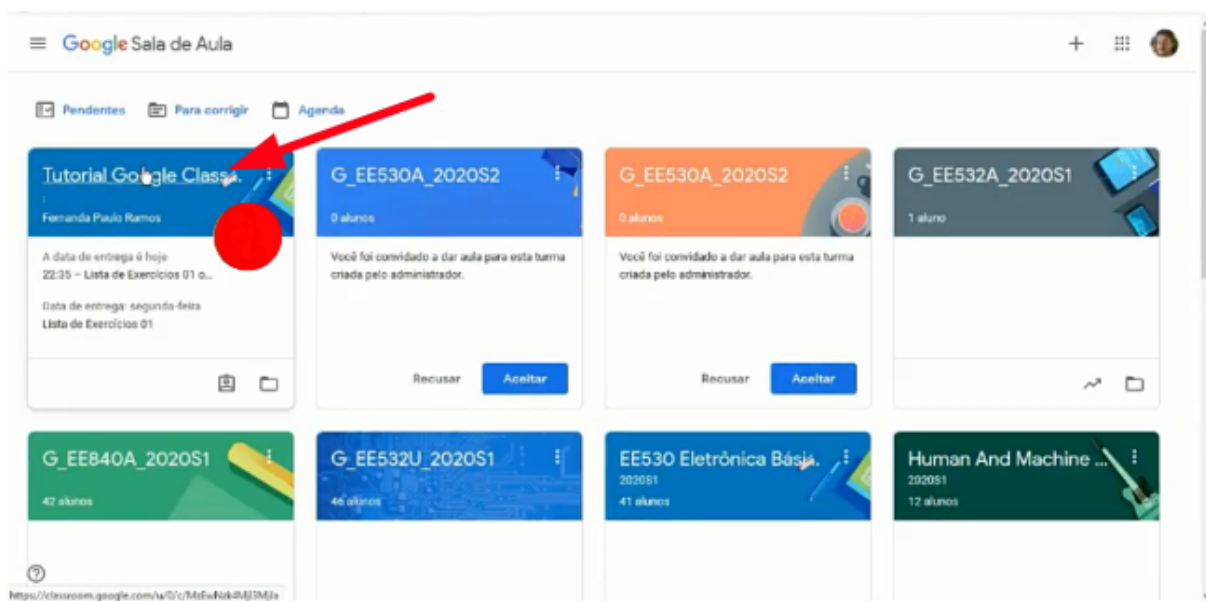 Google Sala de Aula
Pendentes Para corrigir Agenda
Tutorial Google Class
Fernanda Paulo Ramos
A data de entrega é hoje
22:35 – Lista de Exercícios 01 o...
Data de entrega: segunda-feira
Lista de Exercícios 01
G_EE530A_2020S2
0 alunos
Você foi convidado a dar aula para esta turma
criada pelo administrador.
Recusar Aceitar
G_EE530A_2020S2
0 alunos
Você foi convidado a dar aula para esta turma
criada pelo administrador.
Recusar Aceitar
G_EE532A_2020S1
1 aluno
G_EE840A_2020S1
42 alunos
G_EE532U_2020S1
46 alunos
EE530 Eletrônica Bási
2020S1
41 alunos
Human And Machine ...
2020S1
12 alunos